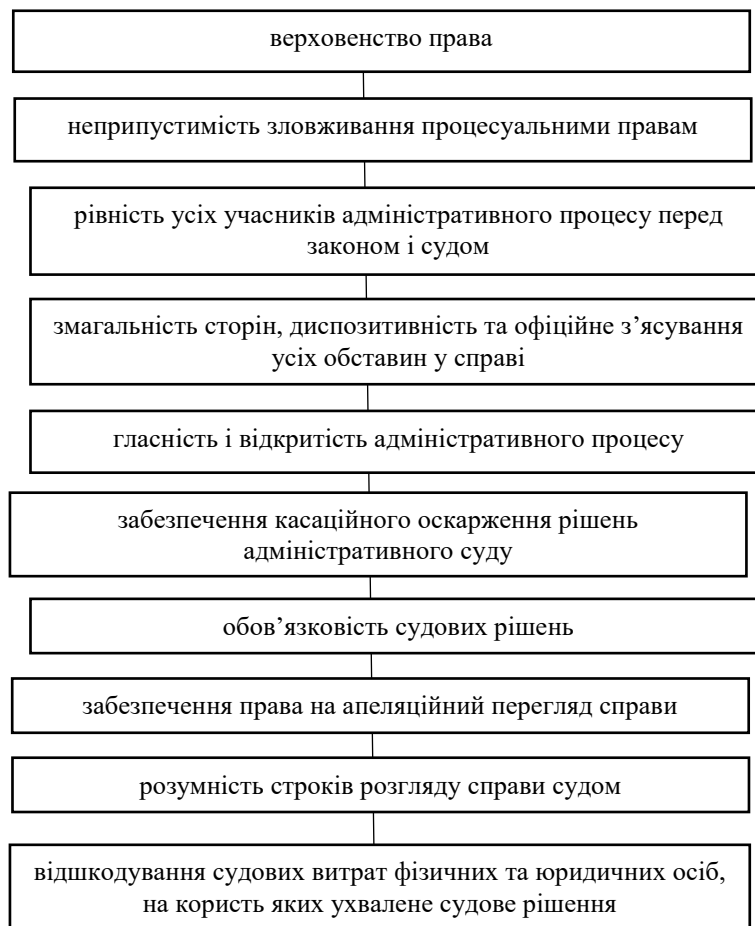 верховенство права
неприпустимість зловживання процесуальними правам
рівність усіх учасників адміністративного процесу перед
законом і судом
змагальність сторін, диспозитивність та офіційне з’ясування
усіх обставин у справі
гласність і відкритість адміністративного процесу
забезпечення касаційного оскарження рішень
адміністративного суду
обов’язковість судових рішень
забезпечення права на апеляційний перегляд справи
розумність строків розгляду справи судом
відшкодування судових витрат фізичних та юридичних осіб,
на користь яких ухвалене судове рішення